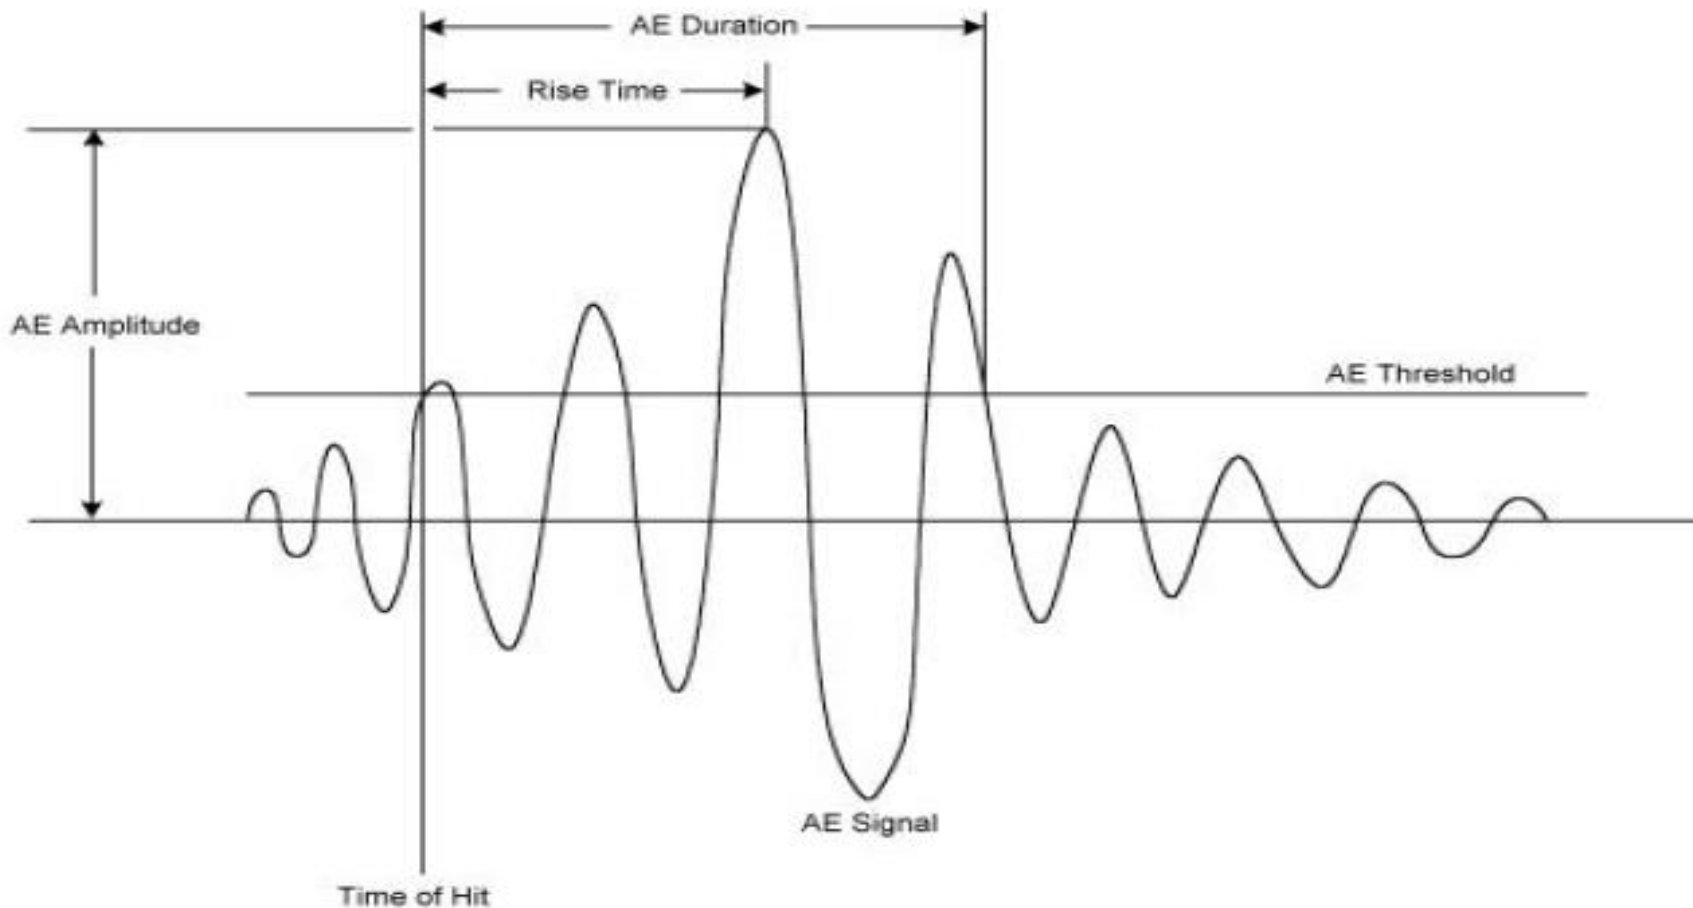 AE Duration
Rise Time
AE Amplitude
AE Threshold
AE Signal
Time of Hit